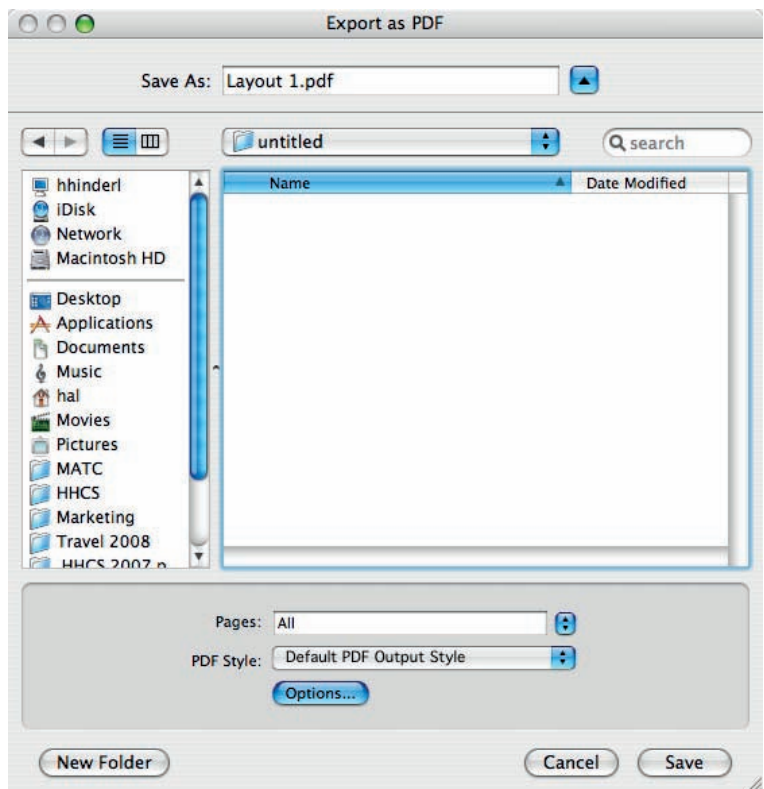 Export as PDF
Save As: Layout 1.pdf
untitled
search
Name Date Modified
hhinderl
iDisk
Network
Macintosh HD
Desktop
Applications
Documents
Music
hal
Movies
Pictures
MATC
HHCS
Marketing
Travel 2008
HHCS 2007 n
Pages: All
PDF Style: Default PDF Output Style
Options...
New Folder Cancel Save